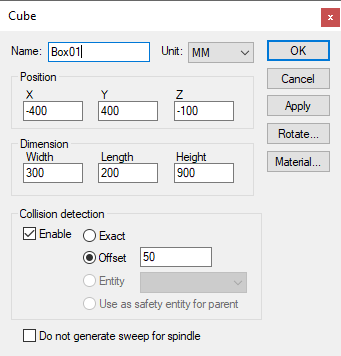 Cube
Name: Box01 Unit: MM OK
Position Cancel
X Y Z
-400 400 -100 Apply
Rotate...
Dimension
Width Length Height Material...
300 200 900
Collision detection
Enable Exact
Offset 50
Entity
Use as safety entity for parent
Do not generate sweep for spindle